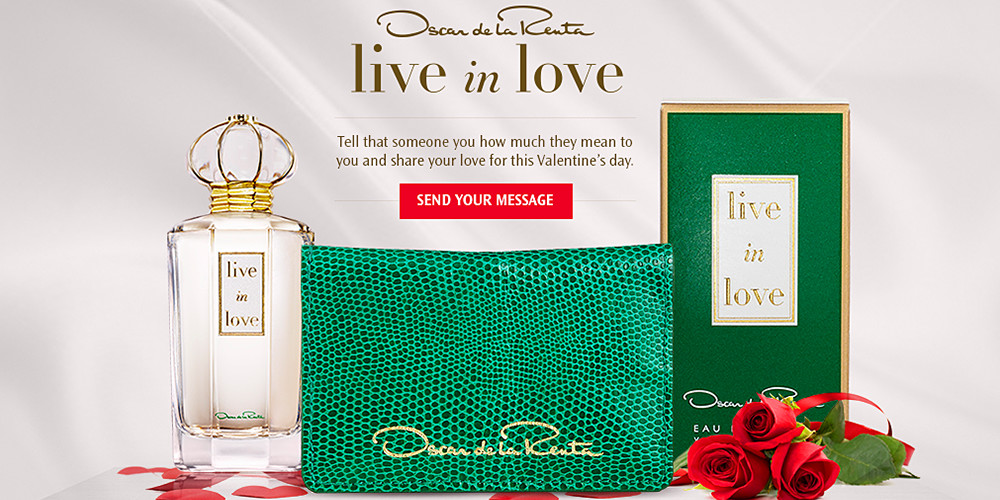 Oscar de la Renta
live in love
Tell that someone you how much they mean to
you and share your love for this Valentine's day.
SEND YOUR MESSAGE
live
in
love
Oscar de la Renta
Oscar de la Renta
live
in
love
Oscar de la Renta
EAU